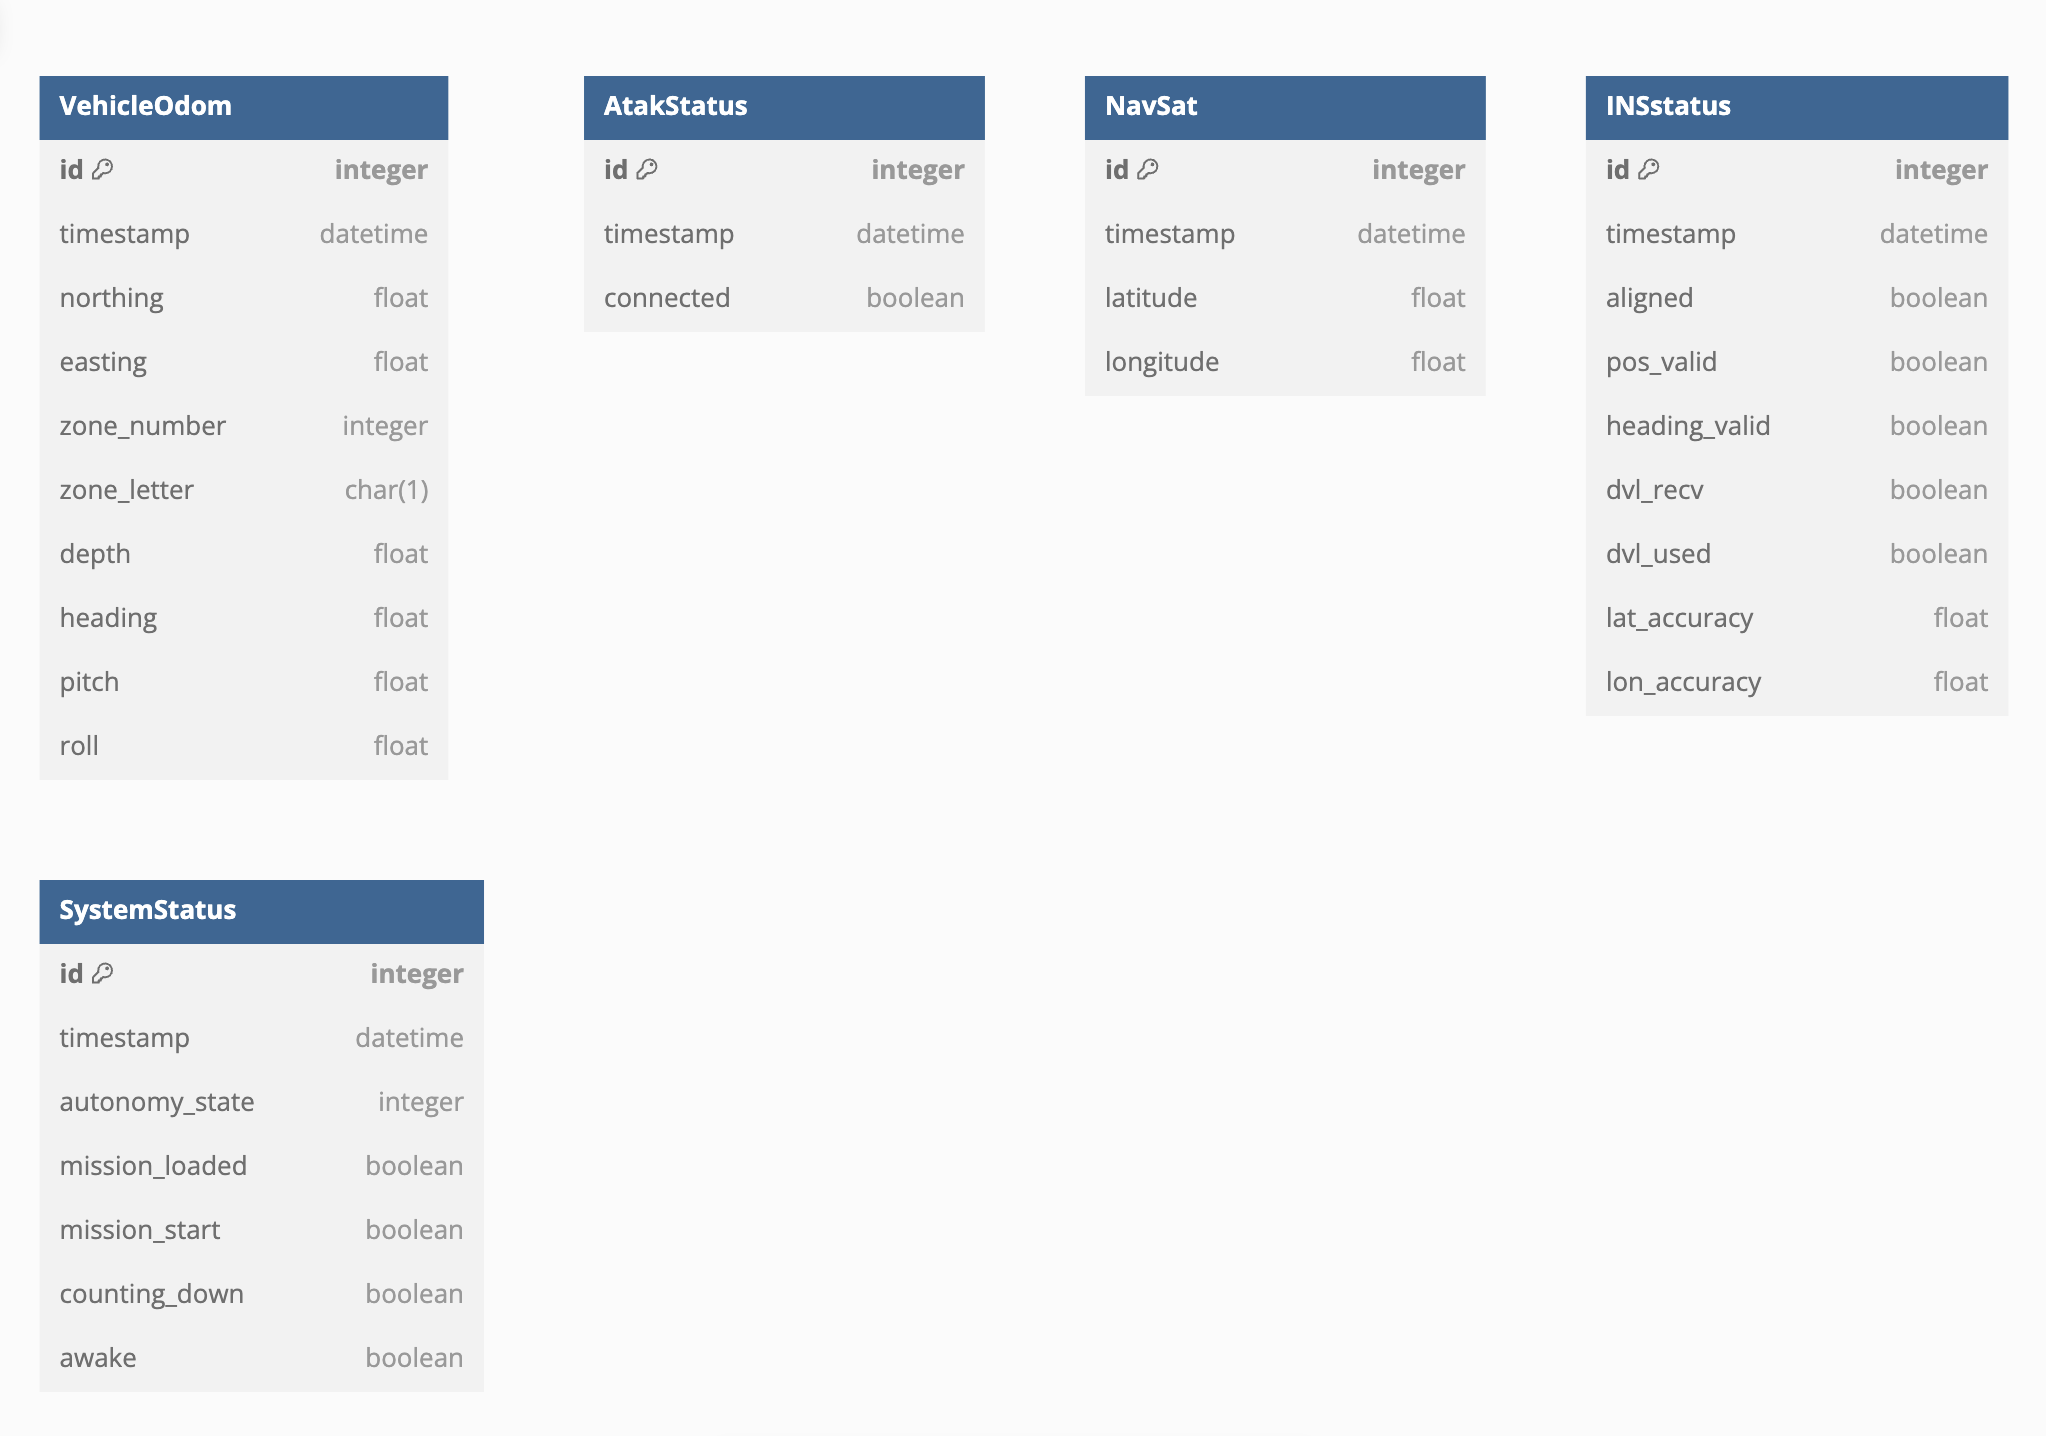 VehicleOdom
id integer
timestamp datetime
northing float
easting float
zone_number integer
zone_letter char(1)
depth float
heading float
pitch float
roll float
AtakStatus
id integer
timestamp datetime
connected boolean
NavSat
id integer
timestamp datetime
latitude float
longitude float
INSstatus
id integer
timestamp datetime
aligned boolean
pos_valid boolean
heading_valid boolean
dvl_recv boolean
dvl_used boolean
lat_accuracy float
lon_accuracy float
SystemStatus
id integer
timestamp datetime
autonomy_state integer
mission_loaded boolean
mission_start boolean
counting_down boolean
awake boolean